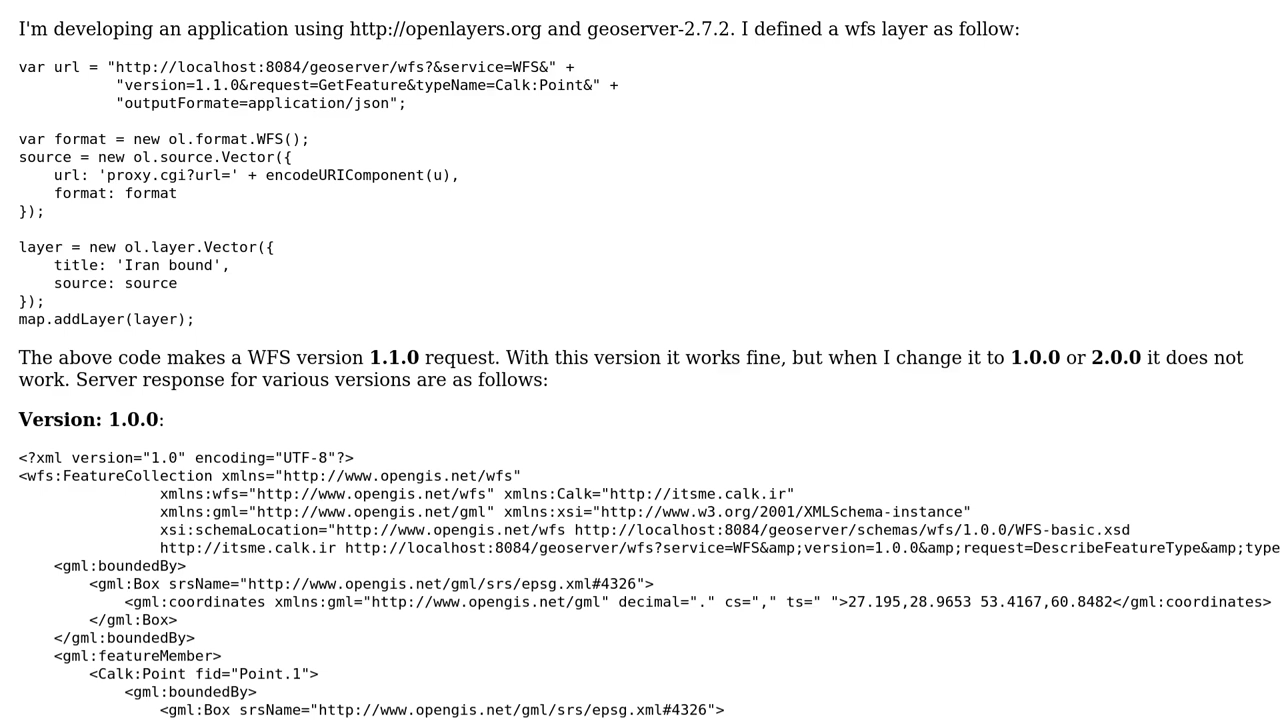 I'm developing an application using http://openlayers.org and geoserver-2.7.2. I defined a wfs layer as follow:
var url = "http://localhost:8084/geoserver/wfs?&service=WFS&" +
           "version=1.1.0&request=GetFeature&typeName=Calk:Point&" +
           "outputFormate=application/json";
var format = new ol.format.WFS();
source = new ol.source.Vector({
    url: 'proxy.cgi?url=' + encodeURIComponent(u),
    format: format
});
layer = new ol.layer.Vector({
    title: 'Iran bound',
    source: source
});
map.addLayer(layer);
The above code makes a WFS version 1.1.0 request. With this version it works fine, but when I change it to 1.0.0 or 2.0.0 it does not
work. Server response for various versions are as follows:
Version: 1.0.0:
<?xml version="1.0" encoding="UTF-8"?>
<wfs:FeatureCollection xmlns="http://www.opengis.net/wfs"
                xmlns:wfs="http://www.opengis.net/wfs" xmlns:Calk="http://itsme.calk.ir"
                xmlns:gml="http://www.opengis.net/gml" xmlns:xsi="http://www.w3.org/2001/XMLSchema-instance"
                xsi:schemaLocation="http://www.opengis.net/wfs http://localhost:8084/geoserver/schemas/wfs/1.0.0/WFS-basic.xsd
                http://itsme.calk.ir http://localhost:8084/geoserver/wfs?service=WFS&amp;version=1.0.0&amp;request=DescribeFeatureType&amp;type
    <gml:boundedBy>
        <gml:Box srsName="http://www.opengis.net/gml/srs/epsg.xml#4326">
            <gml:coordinates xmlns:gml="http://www.opengis.net/gml" decimal="." cs="," ts=" ">27.195,28.9653 53.4167,60.8482</gml:coordinates>
        </gml:Box>
    </gml:boundedBy>
    <gml:featureMember>
        <Calk:Point fid="Point.1">
            <gml:boundedBy>
                <gml:Box srsName="http://www.opengis.net/gml/srs/epsg.xml#4326">